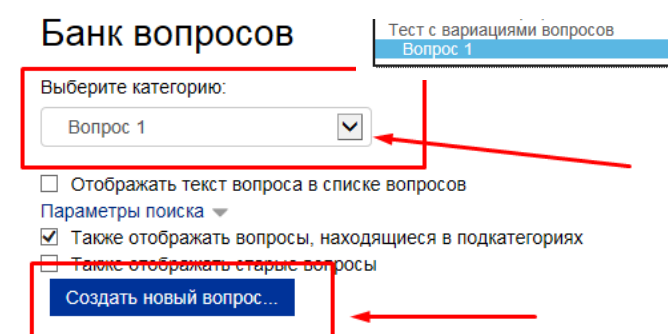 Банк вопросов
Тест с вариациями вопросов
Вопрос 1
Выберите категорию:
Вопрос 1
Отображать текст вопроса в списке вопросов
Параметры поиска
Также отображать вопросы, находящиеся в подкатегориях
Также отображать старые вопросы
Создать новый вопрос...